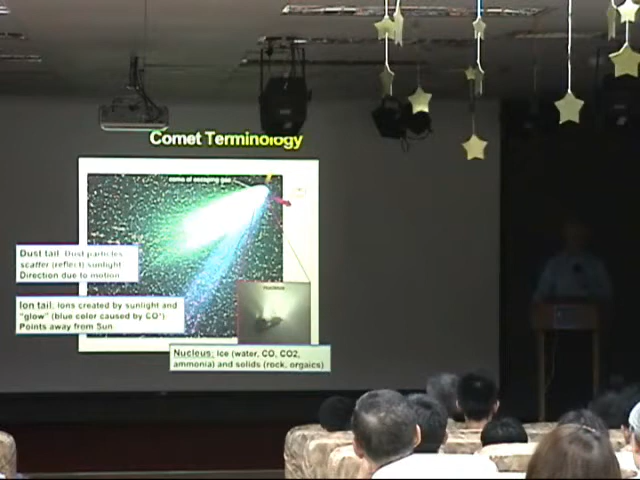 Comet Terminology
coma of escaping gas
Dust tail: Dust particles
scatter (reflect) sunlight
Direction due to motion
Ion tail: Ions created by sunlight and
"glow" (blue color caused by CO⁺)
Points away from Sun
nucleus
Nucleus: Ice (water, CO, CO2,
ammonia) and solids (rock, orgaics)